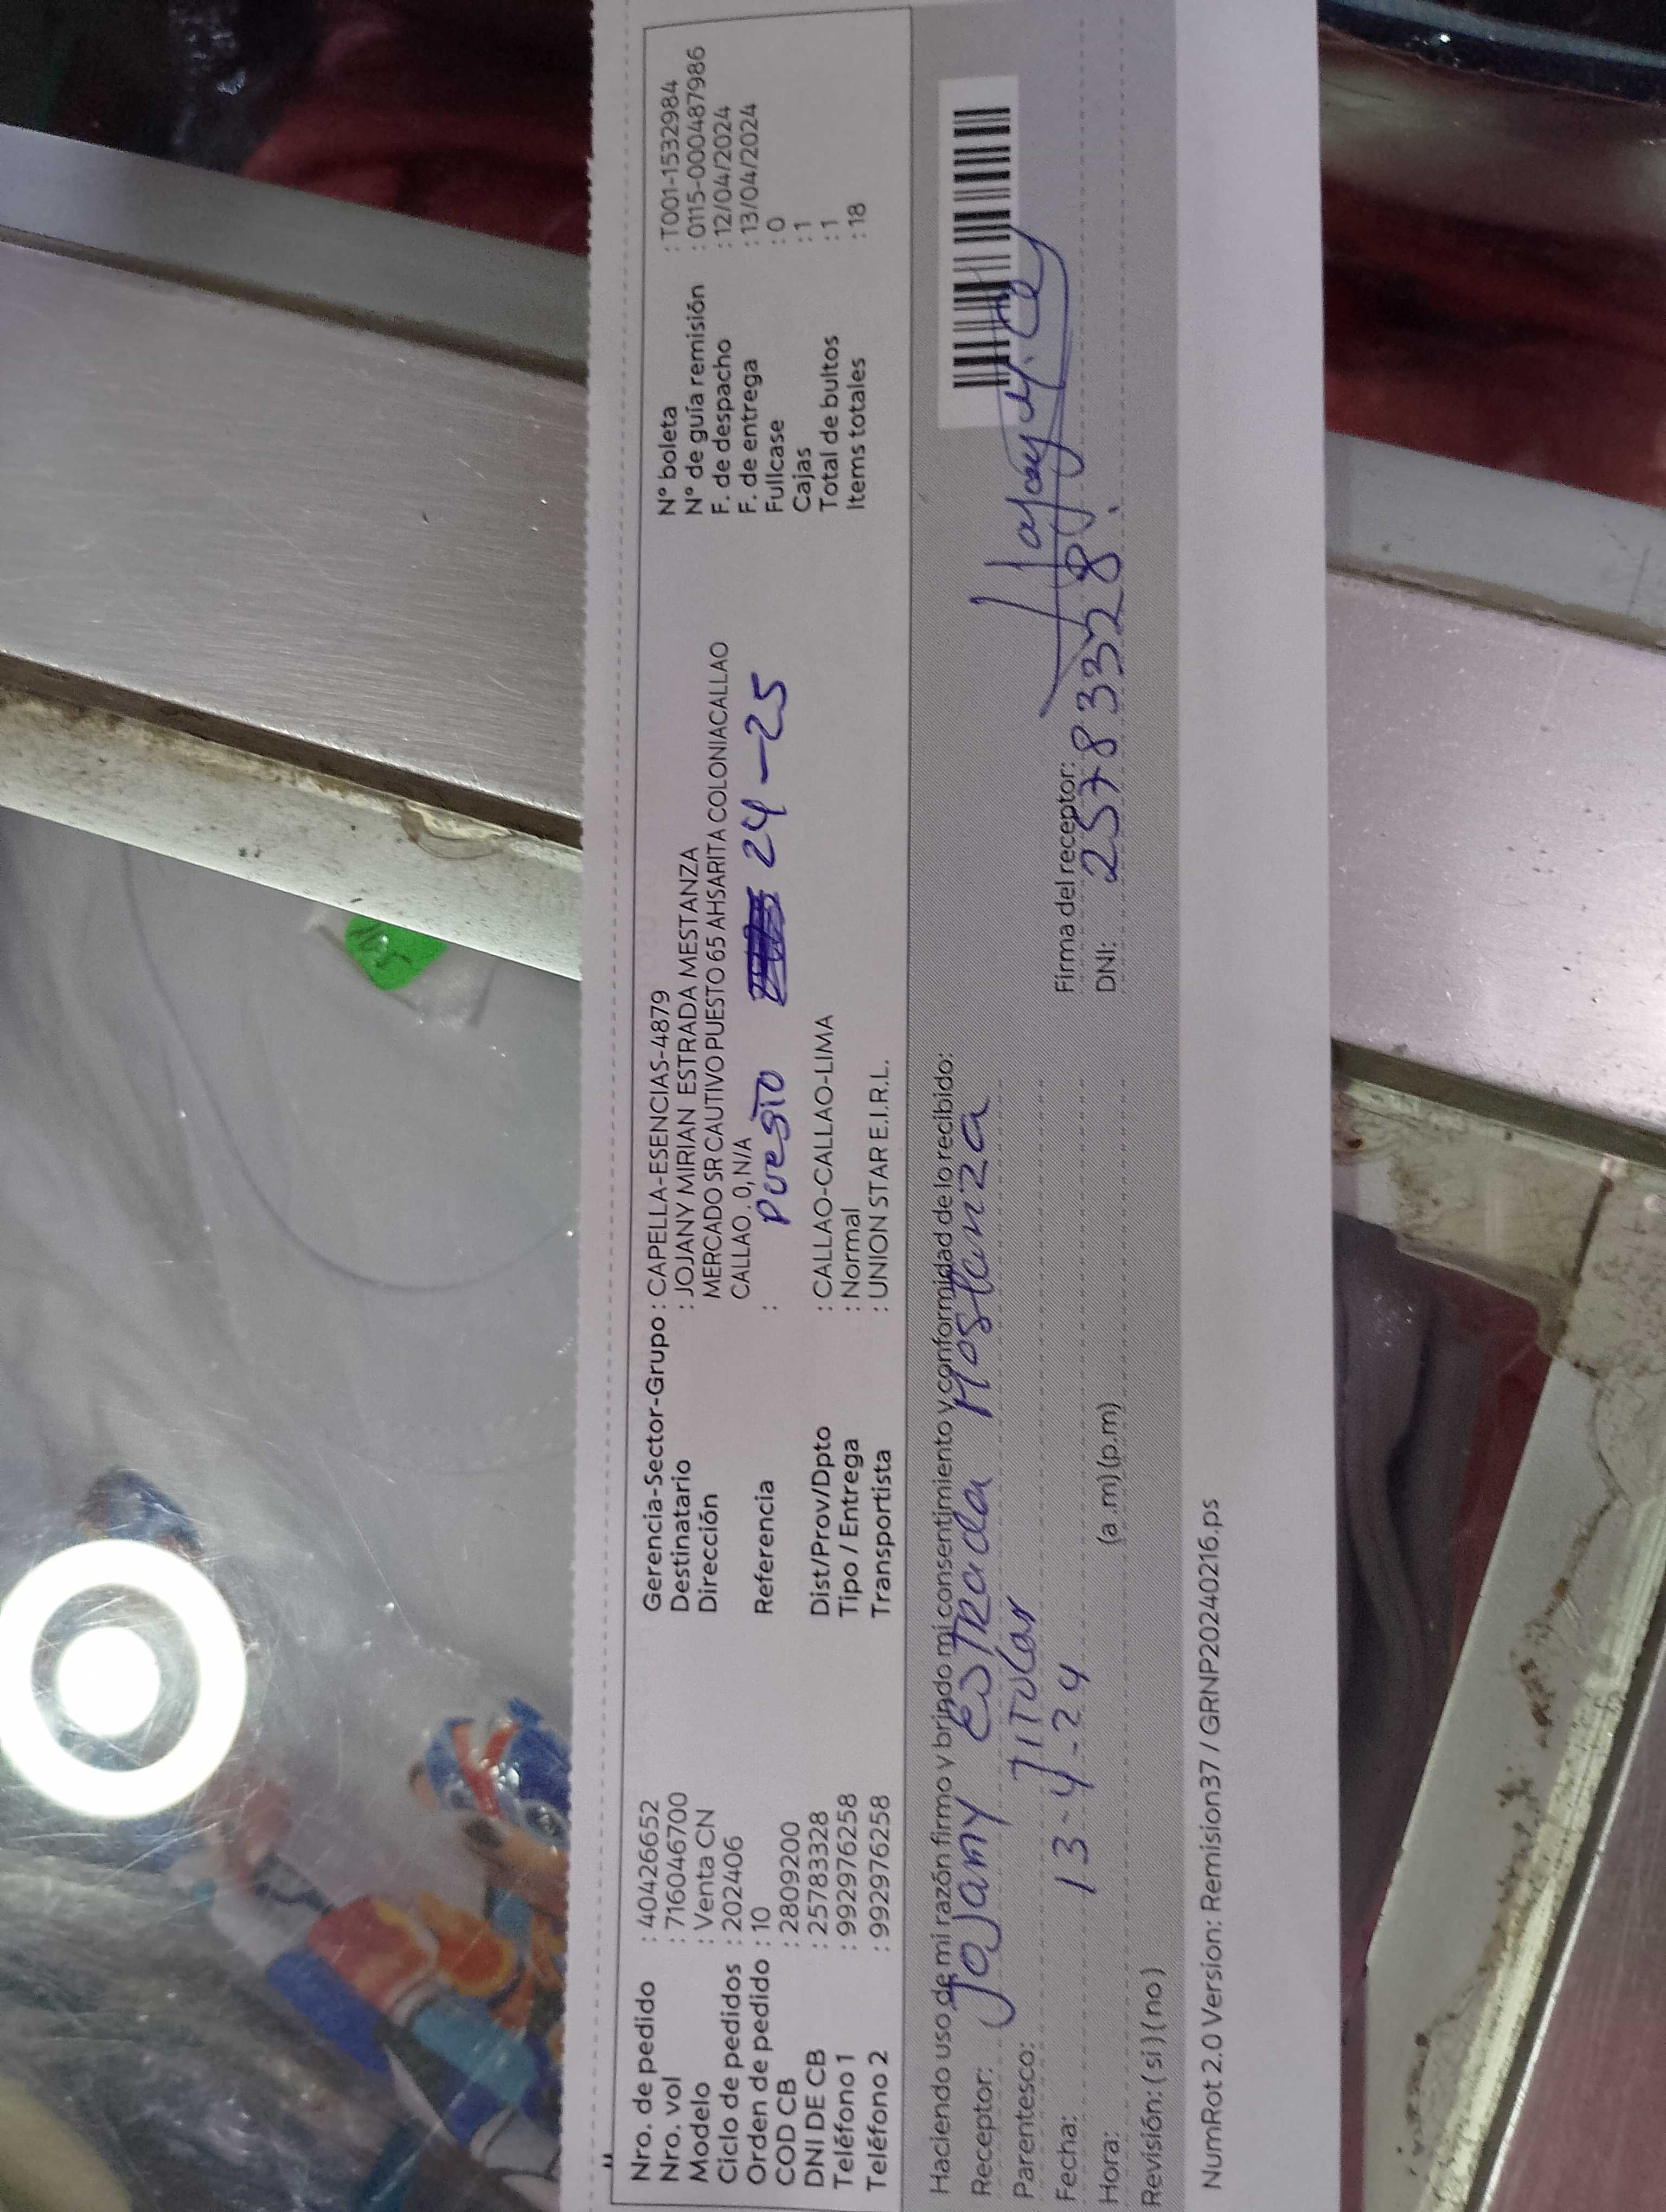 Nro. de pedido : 40426652
Nro. vol : 716046700
Modelo : Venta CN
Ciclo de pedidos : 202406
Orden de pedido : 10
COD CB : 2809200
DNI DE CB : 25783328
Teléfono 1 : 992976258
Teléfono 2 : 992976258
Gerencia-Sector-Grupo : CAPELLA-ESENCIAS-4879
Destinatario : JOJANY MIRIAN ESTRADA MESTANZA
Dirección MERCADO SR CAUTIVO PUESTO 65 AHSARITA COLONIACALLAO
CALLAO , 0, N/A
Referencia :
Puesto 24-25
Dist/Prov/Dpto : CALLAO-CALLAO-LIMA
Tipo / Entrega : Normal
Transportista : UNION STAR E.I.R.L.
N° boleta : T001-1532984
N° de guía remisión : 0115-0000487986
F. de despacho : 12/04/2024
F. de entrega : 13/04/2024
Fullcase : 0
Cajas : 1
Total de bultos : 1
Items totales : 18
Haciendo uso de mi razón firmo y brindo mi consentimiento y conformidad de lo recibido:
Receptor: Jojany Estrada Mestanza
Parentesco: Titular
Fecha: 13-4-24
Hora: (a.m) (p.m)
Revisión: ( si ) ( no )
Firma del receptor:
DNI: 25783328
NumRot 2.0 Version: Remision37 / GRNP20240216.ps